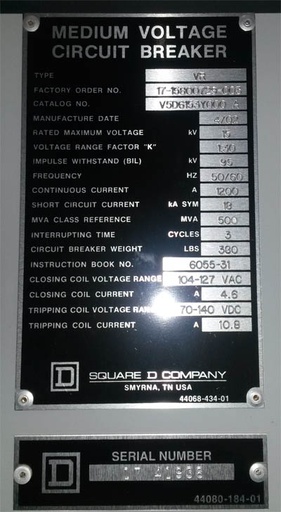 MEDIUM VOLTAGE
CIRCUIT BREAKER
TYPE VR
FACTORY ORDER NO.
CATALOG NO.
MANUFACTURE DATE
RATED MAXIMUM VOLTAGE kV 15
VOLTAGE RANGE FACTOR "K"
IMPULSE WITHSTAND (BIL) kV 95
FREQUENCY HZ 50/60
CONTINUOUS CURRENT A 1200
SHORT CIRCUIT CURRENT kA SYM 18
MVA CLASS REFERENCE MVA 500
INTERRUPTING TIME CYCLES 3
CIRCUIT BREAKER WEIGHT LBS
INSTRUCTION BOOK NO. 6055-31
CLOSING COIL VOLTAGE RANGE 104-127 VAC
CLOSING COIL CURRENT A 4.6
TRIPPING COIL VOLTAGE RAN 70-140 VDC
TRIPPING COIL CURRENT A 10.8
D SQUARE D COMPANY
SMYRNA, TN USA
44068-434-01
D SERIAL NUMBER
44080-184-01